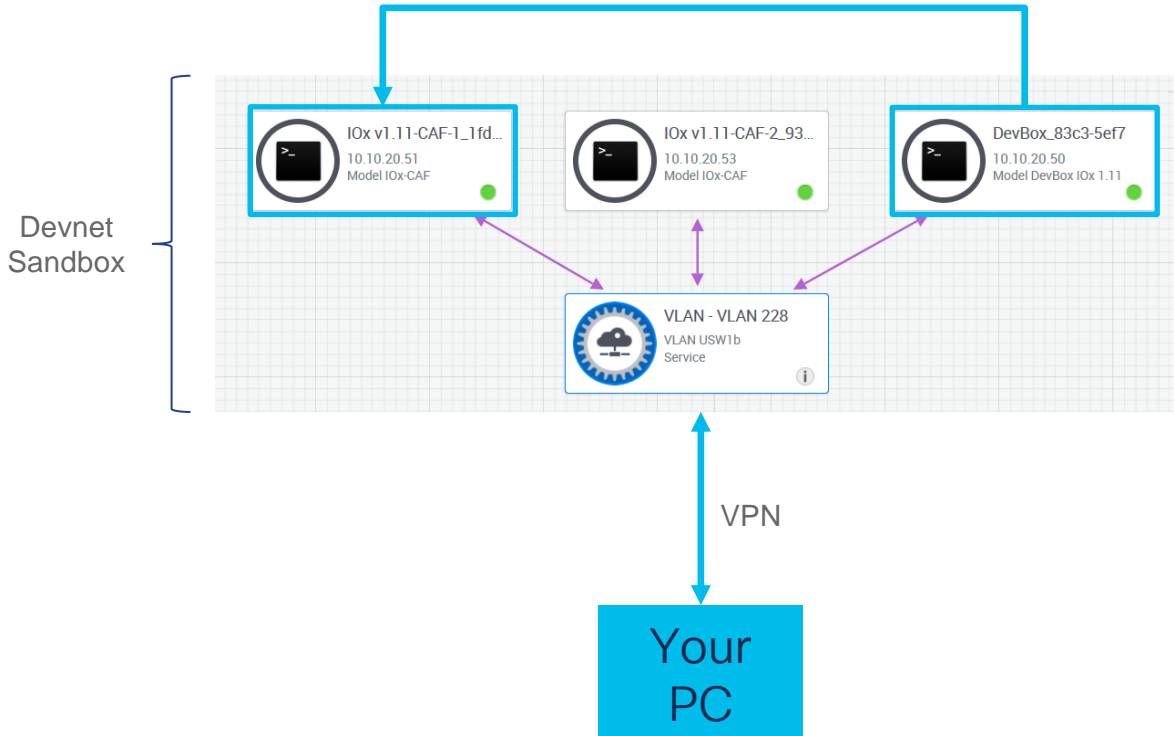 IOx v1.11-CAF-1_1fd...
10.10.20.51
Model IOx-CAF
IOx v1.11-CAF-2_93...
10.10.20.53
Model IOx-CAF
DevBox_83c3-5ef7
10.10.20.50
Model DevBox IOx 1.11
Devnet
Sandbox
VLAN - VLAN 228
VLAN USW1b
Service
VPN
Your
PC